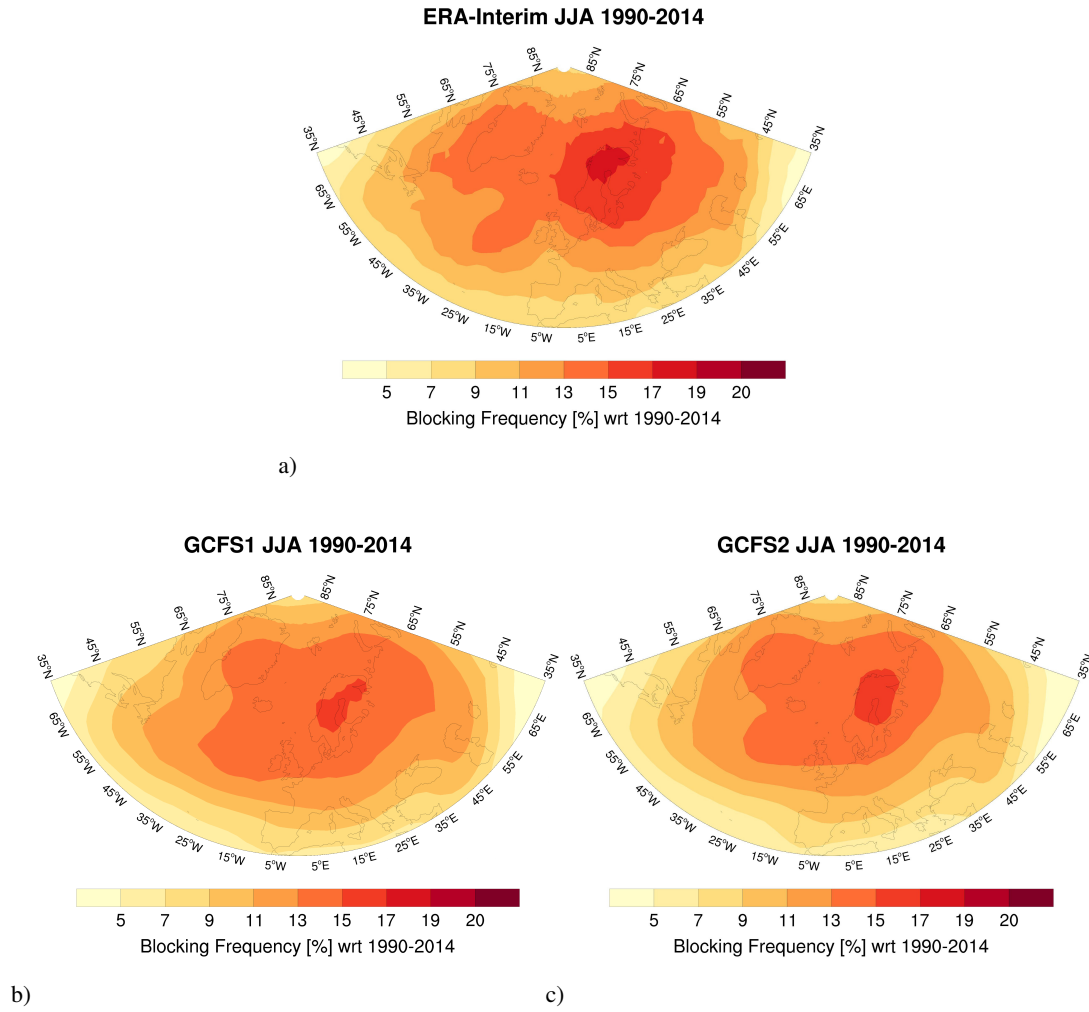 ERA-Interim JJA 1990-2014
35°N 45°N 55°N 65°N 75°N 85°N 85°N 75°N 65°N 55°N 45°N 35°N
65°W 55°W 45°W 35°W 25°W 15°W 5°W 5°E 15°E 25°E 35°E 45°E 55°E 65°E
5 7 9 11 13 15 17 19 20
Blocking Frequency [%] wrt 1990-2014
a)
GCFS1 JJA 1990-2014
35°N 45°N 55°N 65°N 75°N 85°N 85°N 75°N 65°N 55°N 45°N 35°N
65°W 55°W 45°W 35°W 25°W 15°W 5°W 5°E 15°E 25°E 35°E 45°E 55°E 65°E
5 7 9 11 13 15 17 19 20
Blocking Frequency [%] wrt 1990-2014
b)
GCFS2 JJA 1990-2014
35°N 45°N 55°N 65°N 75°N 85°N 85°N 75°N 65°N 55°N 45°N 35°N
65°W 55°W 45°W 35°W 25°W 15°W 5°W 5°E 15°E 25°E 35°E 45°E 55°E 65°E
5 7 9 11 13 15 17 19 20
Blocking Frequency [%] wrt 1990-2014
c)